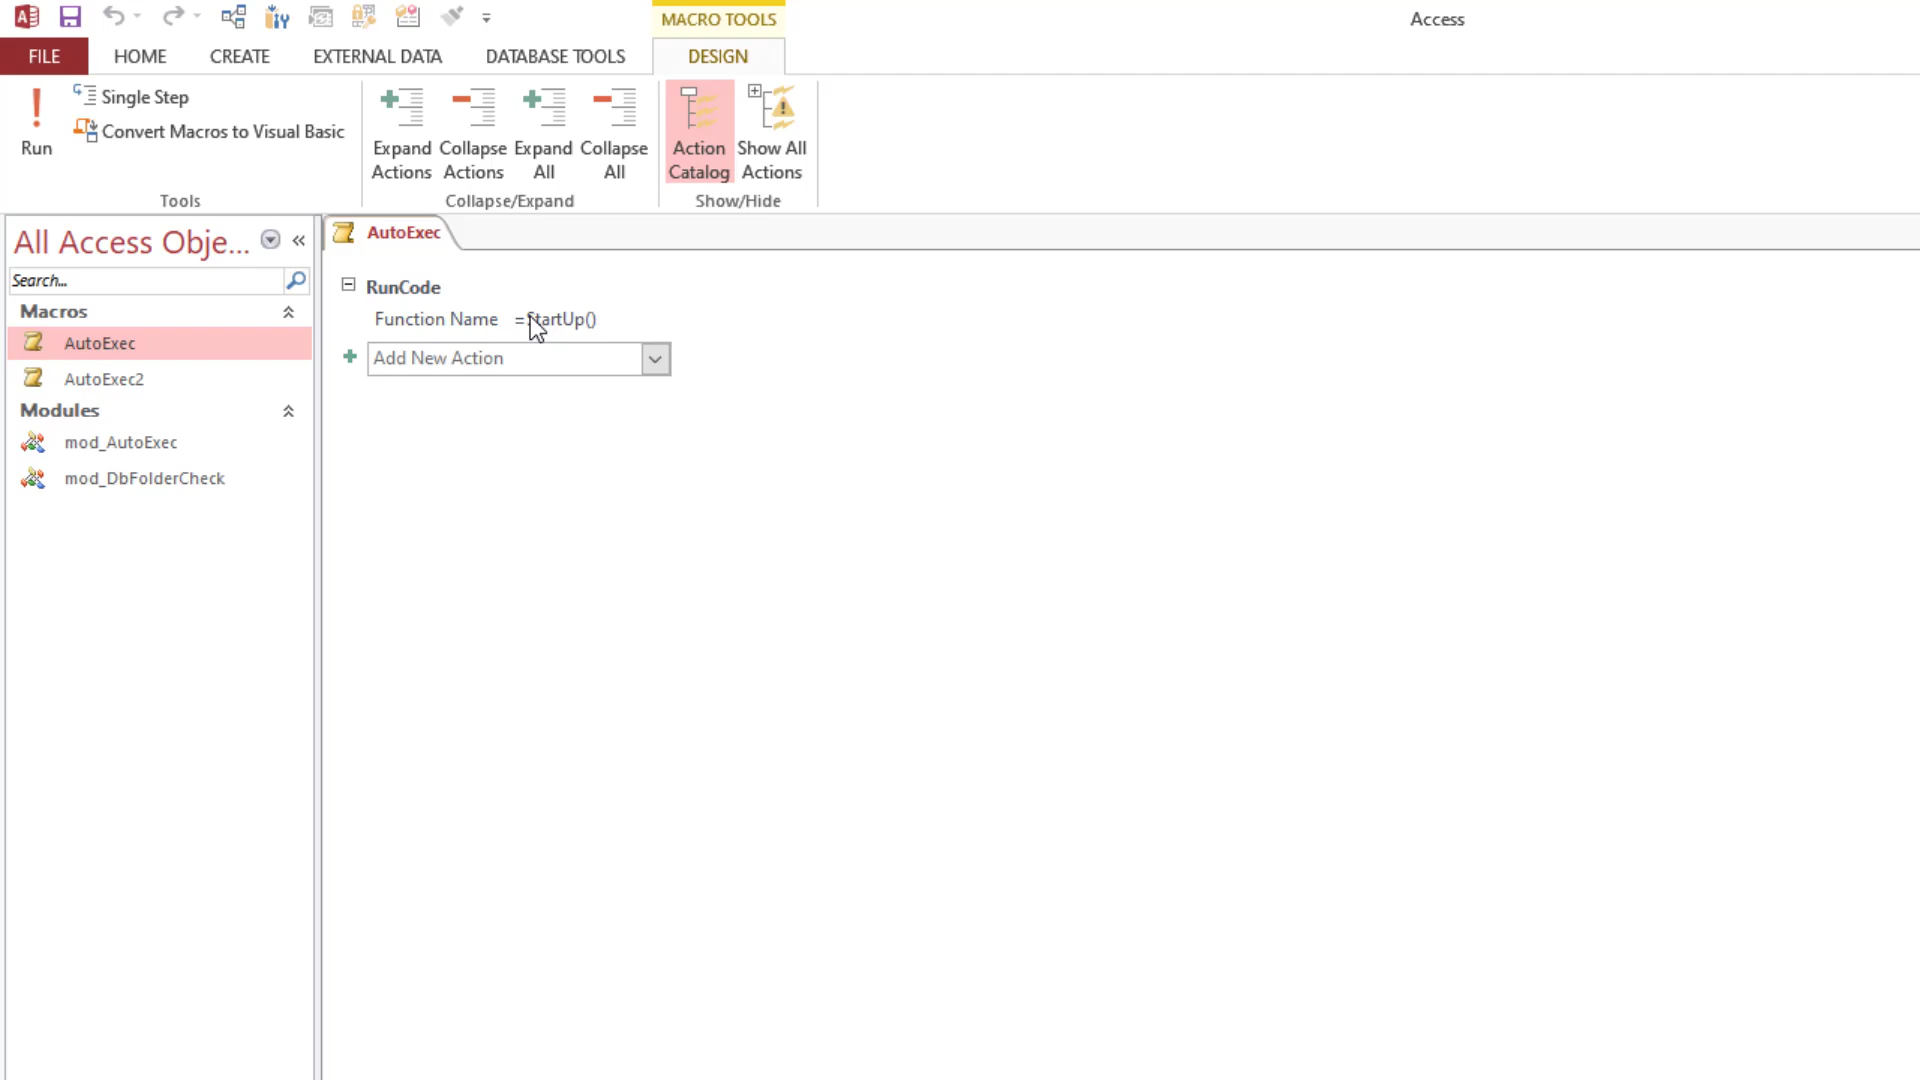 MACRO TOOLS
Access
FILE
HOME
CREATE
EXTERNAL DATA
DATABASE TOOLS
DESIGN
Run
Single Step
Convert Macros to Visual Basic
Tools
Expand Actions
Collapse Actions
Expand All
Collapse All
Collapse/Expand
Action Catalog
Show All Actions
Show/Hide
All Access Obje...
Search...
Macros
AutoExec
AutoExec2
Modules
mod_AutoExec
mod_DbFolderCheck
AutoExec
RunCode
Function Name =StartUp()
Add New Action